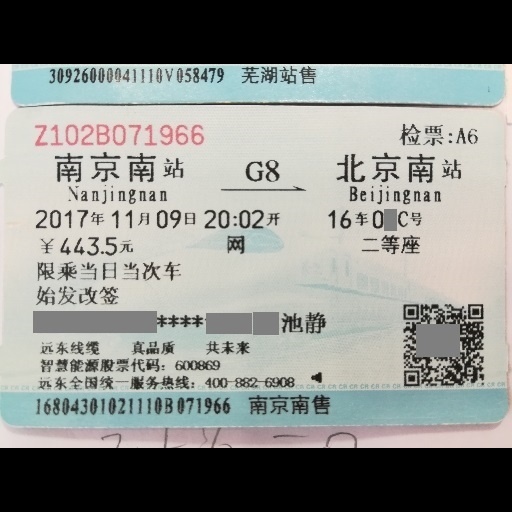 30926000041110V058479 芜湖站售
Z102B071966 检票:A6
南京南站 G8 北京南站
Nanjingnan Beijingnan
2017年11月09日20:02开 16车0 C号
￥443.5元 网 二等座
限乘当日当次车
始发改签
**** 池静
远东线缆 真品质 共未来
智慧能源股票代码：600869
远东全国统一服务热线：400-882-6908
16804301021110B071966 南京南售